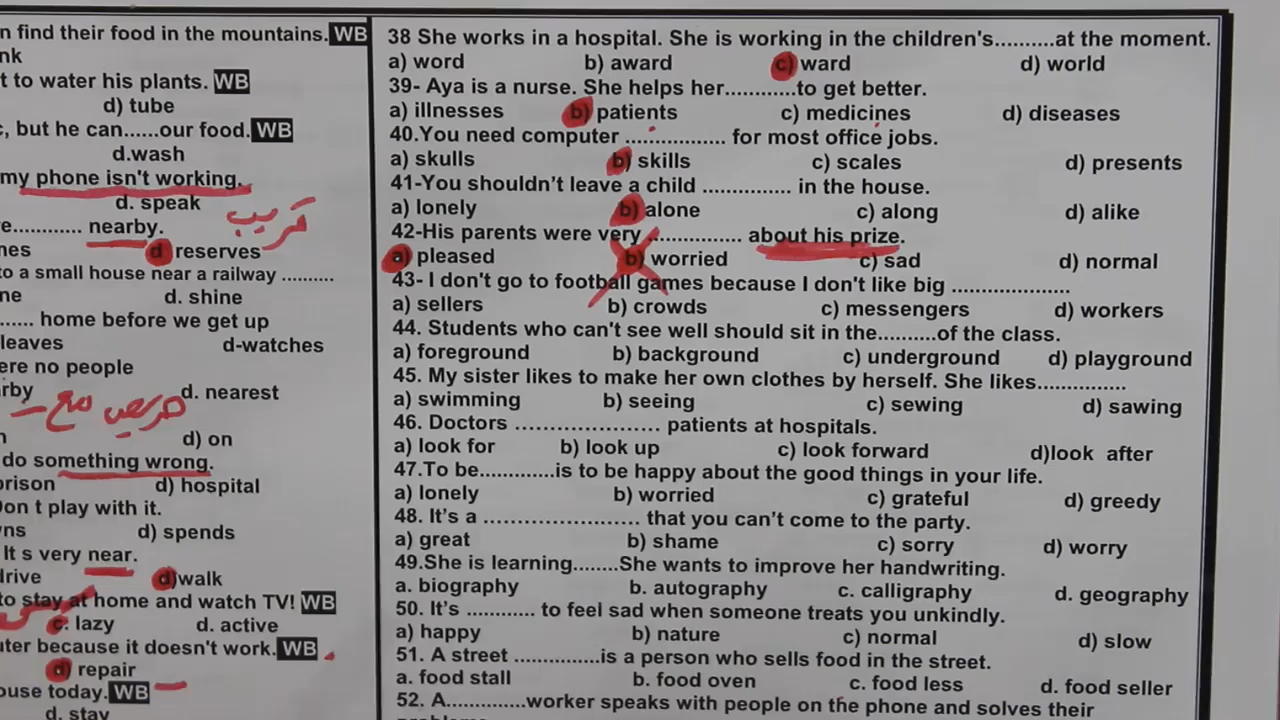 n find their food in the mountains. WB
nk
t to water his plants. WB
d) tube
, but he can......our food. WB
d.wash
my phone isn't working.
d. speak
قريب
e............ nearby.
nes d reserves
to a small house near a railway ..........
ne d. shine
...... home before we get up
leaves d-watches
ere no people
rby d. nearest
حريص مع
n d) on
do something wrong.
prison d) hospital
Don t play with it.
wns d) spends
It s very near.
drive d) walk
to stay at home and watch TV! WB
c. lazy d. active
uter because it doesn't work. WB
d) repair
ouse today. WB
d. stay
38 She works in a hospital. She is working in the children's..........at the moment.
a) word b) award c) ward d) world
39- Aya is a nurse. She helps her............to get better.
a) illnesses b) patients c) medicines d) diseases
40.You need computer ................. for most office jobs.
a) skulls b) skills c) scales d) presents
41-You shouldn't leave a child ............... in the house.
a) lonely b) alone c) along d) alike
42-His parents were very ................ about his prize.
a) pleased b) worried c) sad d) normal
43- I don't go to football games because I don't like big ....................
a) sellers b) crowds c) messengers d) workers
44. Students who can't see well should sit in the..........of the class.
a) foreground b) background c) underground d) playground
45. My sister likes to make her own clothes by herself. She likes...............
a) swimming b) seeing c) sewing d) sawing
46. Doctors .................... patients at hospitals.
a) look for b) look up c) look forward d)look after
47.To be............is to be happy about the good things in your life.
a) lonely b) worried c) grateful d) greedy
48. It's a ...................... that you can't come to the party.
a) great b) shame c) sorry d) worry
49.She is learning........She wants to improve her handwriting.
a. biography b. autography c. calligraphy d. geography
50. It's ............ to feel sad when someone treats you unkindly.
a) happy b) nature c) normal d) slow
51. A street ...............is a person who sells food in the street.
a. food stall b. food oven c. food less d. food seller
52. A..............worker speaks with people on the phone and solves their